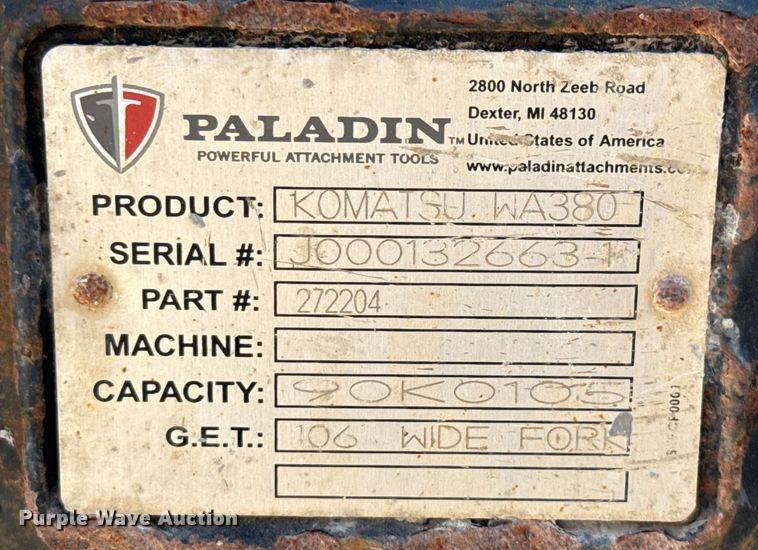 2800 North Zeeb Road
Dexter, MI 48130
United States of America
www.paladinattachments.co
PALADIN™
POWERFUL ATTACHMENT TOOLS
PRODUCT: KOMATSU WA380
SERIAL #: J000132663-1
PART #: 272204
MACHINE:
CAPACITY: 90K0105
G.E.T.: 106 WIDE FORK
Purple Wave Auction